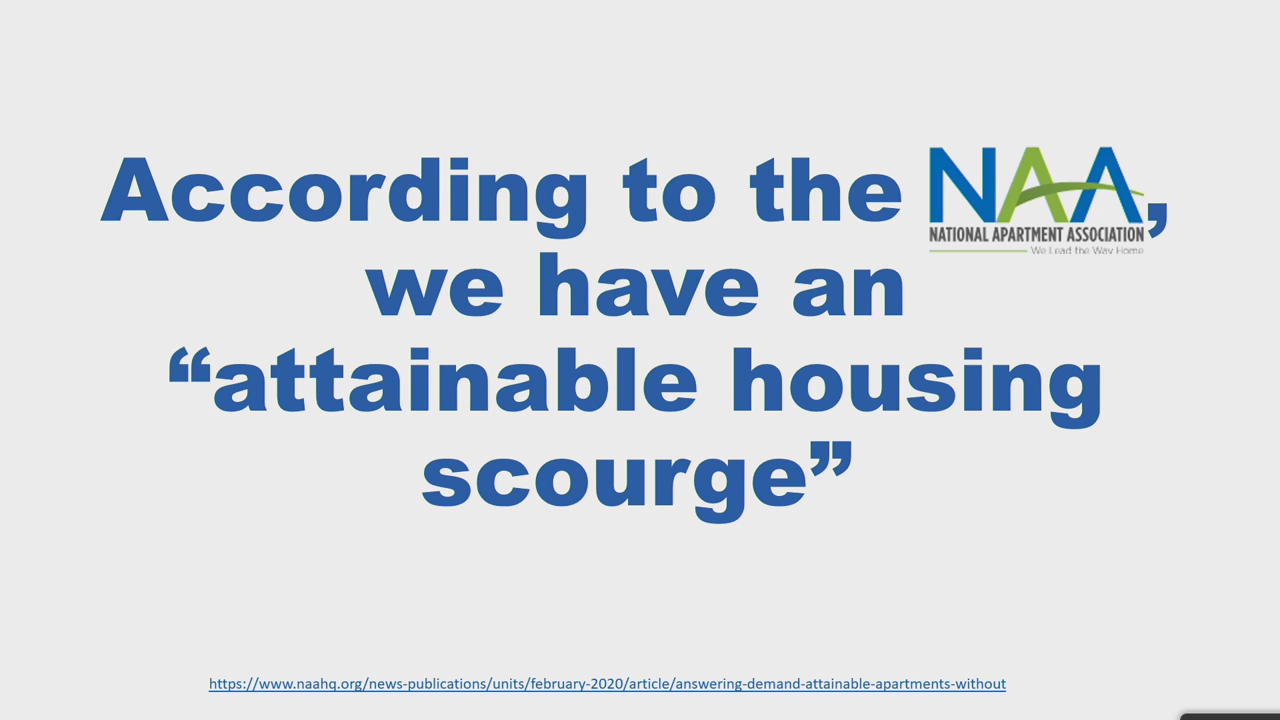 According to the NAA,
NATIONAL APARTMENT ASSOCIATION
We Lead the Way Home
we have an
“attainable housing
scourge”
https://www.naahq.org/news-publications/units/february-2020/article/answering-demand-attainable-apartments-without